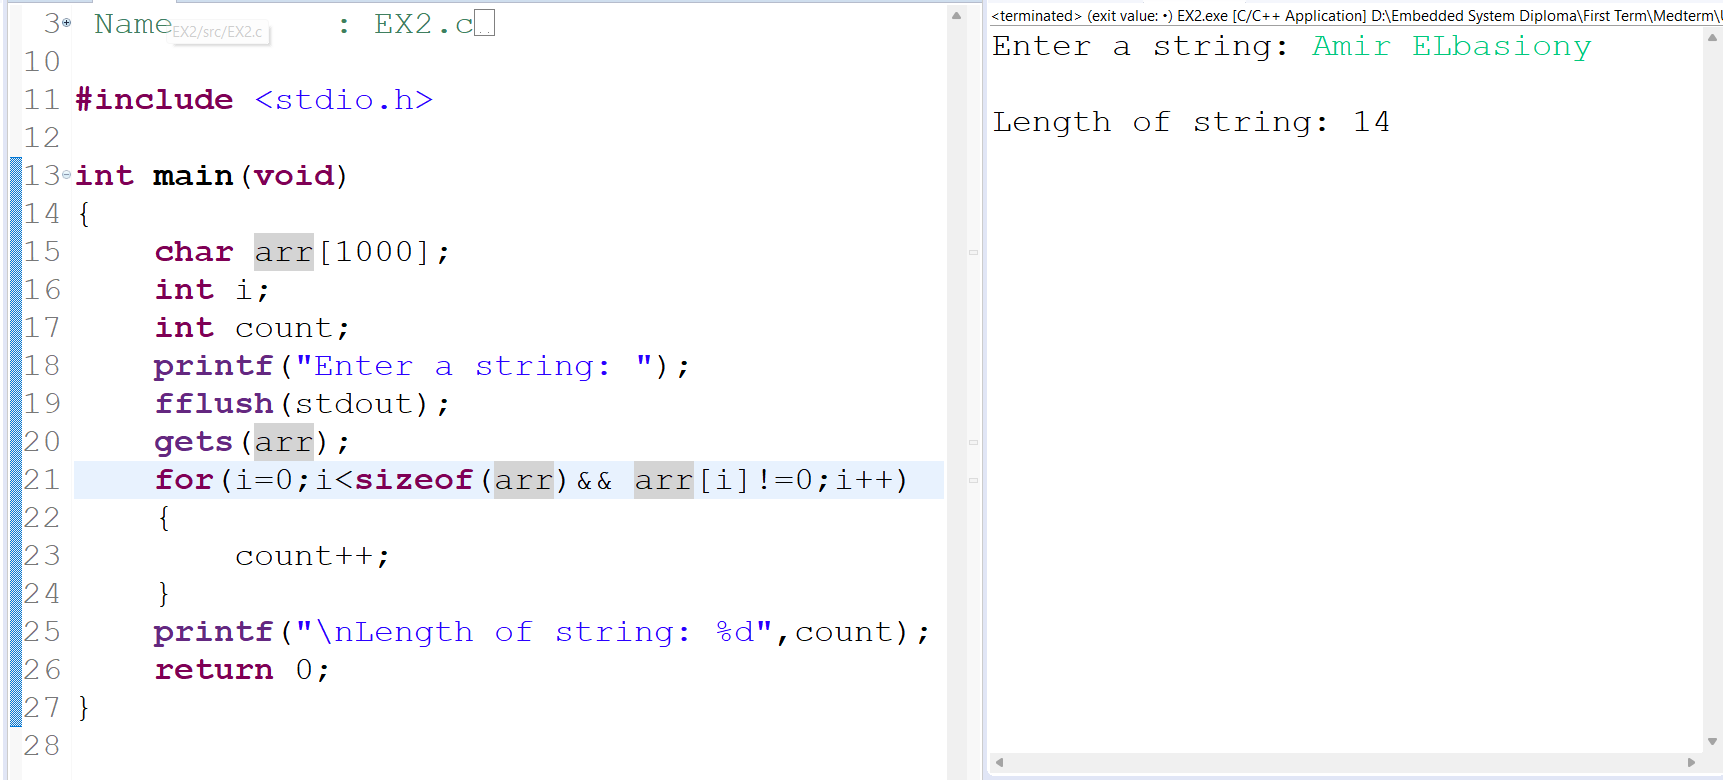 3 Name : EX2.c
EX2/src/EX2.c
10
11 #include <stdio.h>
12
13 int main(void)
14 {
15 char arr[1000];
16 int i;
17 int count;
18 printf("Enter a string: ");
19 fflush(stdout);
20 gets(arr);
21 for(i=0;i<sizeof(arr)&& arr[i]!=0;i++)
22 {
23 count++;
24 }
25 printf("\nLength of string: %d",count);
26 return 0;
27 }
28
<terminated> (exit value: •) EX2.exe [C/C++ Application] D:\Embedded System Diploma\First Term\Medterm\
Enter a string: Amir ELbasiony
Length of string: 14